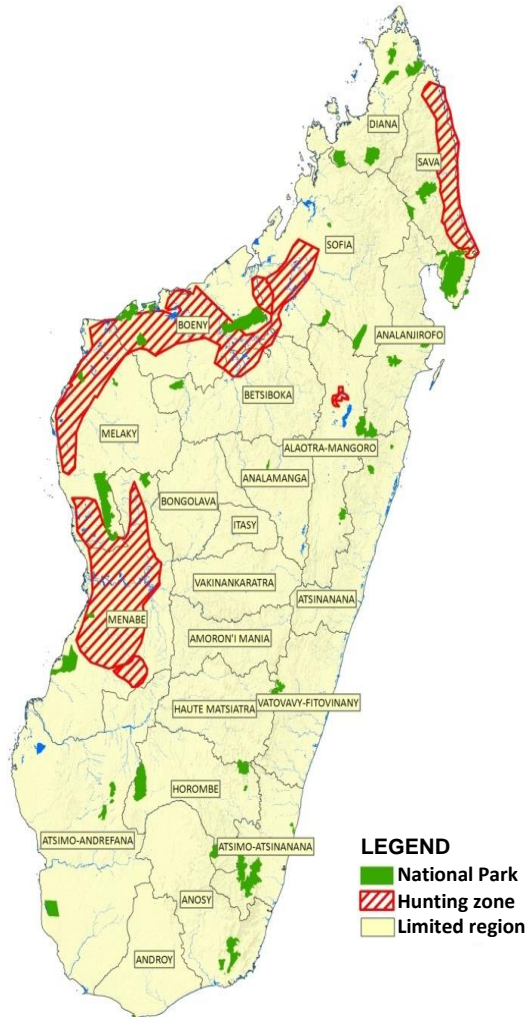 DIANA
SAVA
SOFIA
BOENY
ANALANJIROFO
BETSIBOKA
MELAKY
ALAOTRA-MANGORO
ANALAMANGA
BONGOLAVA
ITASY
VAKINANKARATRA
ATSINANANA
MENABE
AMORON'I MANIA
HAUTE MATSIATRA
VATOVAVY-FITOVINANY
HOROMBE
ATSIMO-ANDREFANA
ATSIMO-ATSINANANA
ANOSY
ANDROY
LEGEND
National Park
Hunting zone
Limited region